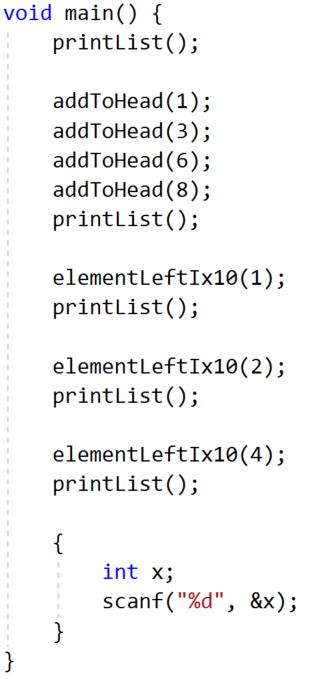 void main() {
    printList();

    addToHead(1);
    addToHead(3);
    addToHead(6);
    addToHead(8);
    printList();

    elementLeftIx10(1);
    printList();

    elementLeftIx10(2);
    printList();

    elementLeftIx10(4);
    printList();

    {
        int x;
        scanf("%d", &x);
    }
}